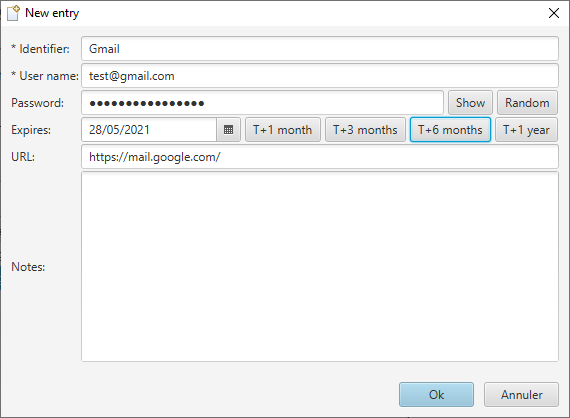 New entry
* Identifier: Gmail
* User name: test@gmail.com
Password: ●●●●●●●●●●●●●●●● Show Random
Expires: 28/05/2021 T+1 month T+3 months T+6 months T+1 year
URL: https://mail.google.com/
Notes:
Ok Annuler